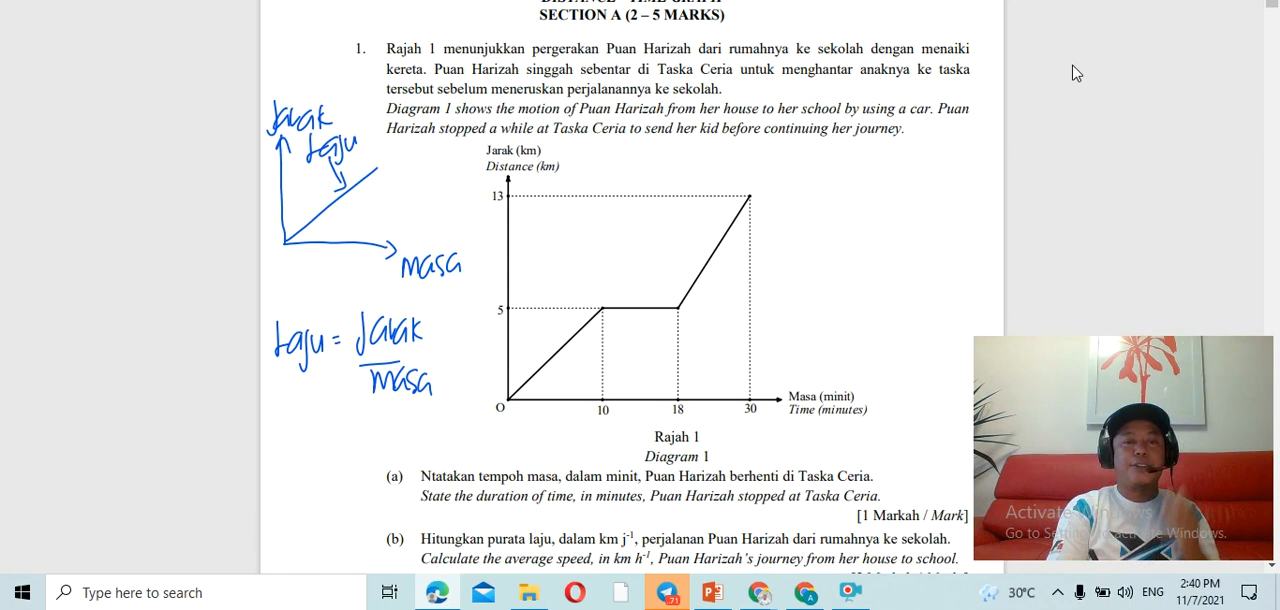 SECTION A (2 – 5 MARKS)
1. Rajah 1 menunjukkan pergerakan Puan Harizah dari rumahnya ke sekolah dengan menaiki
kereta. Puan Harizah singgah sebentar di Taska Ceria untuk menghantar anaknya ke taska
tersebut sebelum meneruskan perjalanannya ke sekolah.
Diagram 1 shows the motion of Puan Harizah from her house to her school by using a car. Puan
Harizah stopped a while at Taska Ceria to send her kid before continuing her journey.
Jarak
Laju
Masa
Laju = Jarak
Masa
Jarak (km)
Distance (km)
13
5
O
10
18
30
Masa (minit)
Time (minutes)
Rajah 1
Diagram 1
(a) Ntatakan tempoh masa, dalam minit, Puan Harizah berhenti di Taska Ceria.
State the duration of time, in minutes, Puan Harizah stopped at Taska Ceria.
[1 Markah / Mark]
(b) Hitungkan purata laju, dalam km j⁻¹, perjalanan Puan Harizah dari rumahnya ke sekolah.
Calculate the average speed, in km h⁻¹, Puan Harizah's journey from her house to school.
Activate Windows
Go to Settings to activate Windows.
Type here to search
71
30°C
ENG
2:40 PM
11/7/2021